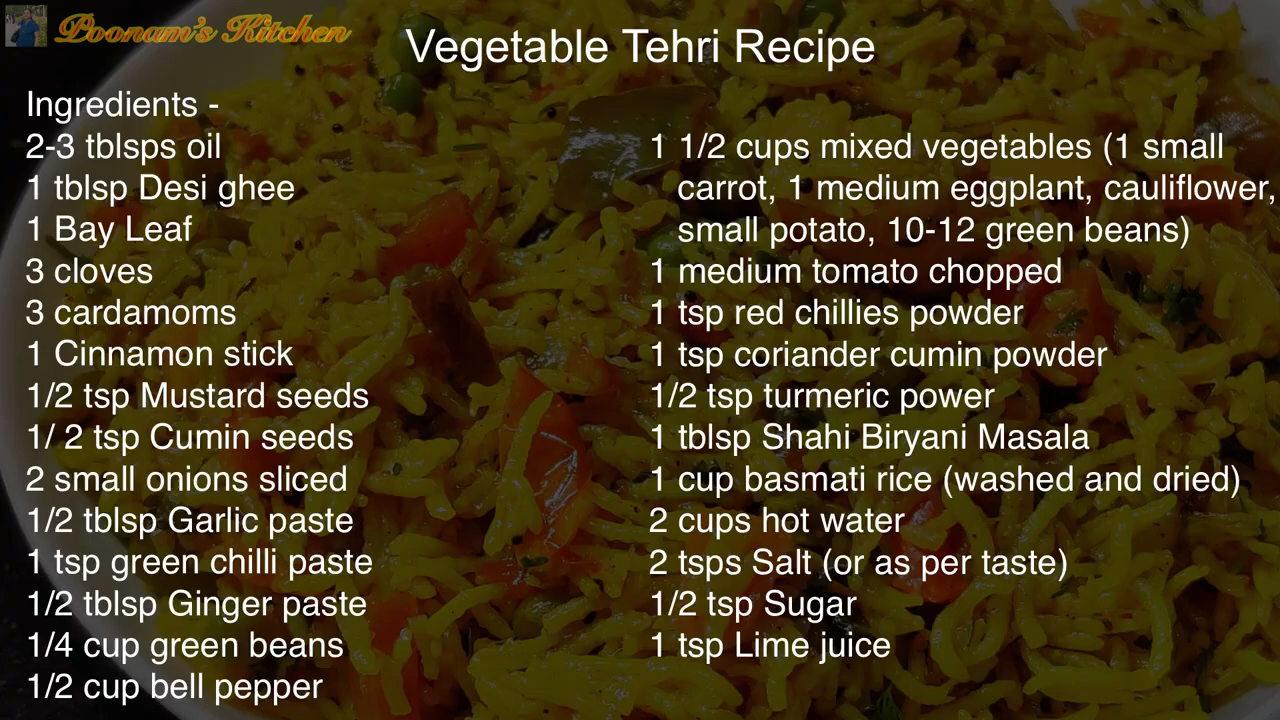 Poonam's Kitchen
Vegetable Tehri Recipe
Ingredients -
2-3 tblsps oil
1 tblsp Desi ghee
1 Bay Leaf
3 cloves
3 cardamoms
1 Cinnamon stick
1/2 tsp Mustard seeds
1/ 2 tsp Cumin seeds
2 small onions sliced
1/2 tblsp Garlic paste
1 tsp green chilli paste
1/2 tblsp Ginger paste
1/4 cup green beans
1/2 cup bell pepper
1 1/2 cups mixed vegetables (1 small
carrot, 1 medium eggplant, cauliflower,
small potato, 10-12 green beans)
1 medium tomato chopped
1 tsp red chillies powder
1 tsp coriander cumin powder
1/2 tsp turmeric power
1 tblsp Shahi Biryani Masala
1 cup basmati rice (washed and dried)
2 cups hot water
2 tsps Salt (or as per taste)
1/2 tsp Sugar
1 tsp Lime juice